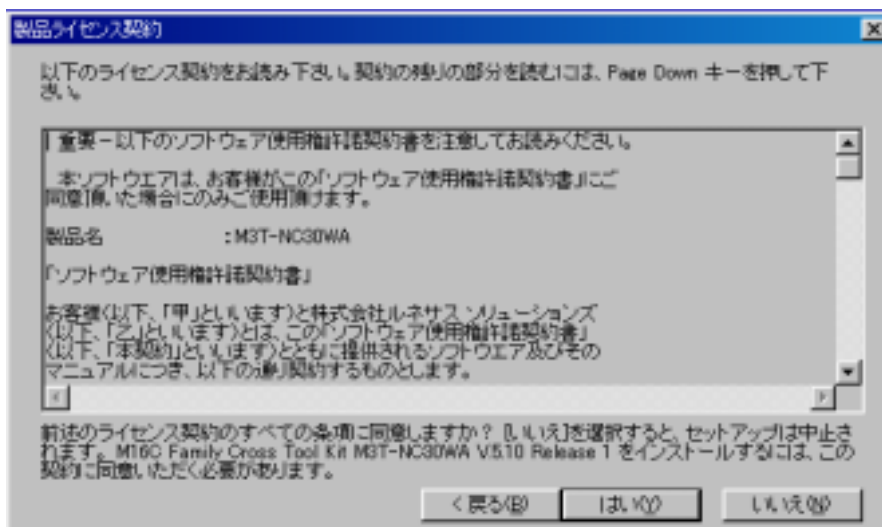 製品ライセンス契約
以下のライセンス契約をお読み下さい。契約の残りの部分を読むには、Page Down キーを押して下
さい。
重要－以下のソフトウェア使用権許諾契約書を注意してお読みください。
本ソフトウエアは、お客様がこの「ソフトウェア使用権許諾契約書」にご
同意頂いた場合にのみご使用頂けます。
製品名 ：M3T-NC30WA
「ソフトウェア使用権許諾契約書」
お客様(以下、「甲」といいます)と株式会社ルネサス ソリューションズ
(以下、「乙」といいます)とは、この「ソフトウェア使用権許諾契約書」
(以下、「本契約」といいます)とともに提供されるソフトウエア及びその
マニュアルにつき、以下の通り契約するものとします。
前述のライセンス契約のすべての条項に同意しますか？ [いいえ]を選択すると、セットアップは中止さ
れます。 M16C Family Cross Tool Kit M3T-NC30WA V.5.10 Release 1 をインストールするには、この
契約に同意いただく必要があります。
< 戻る(B)
はい(Y)
いいえ(N)